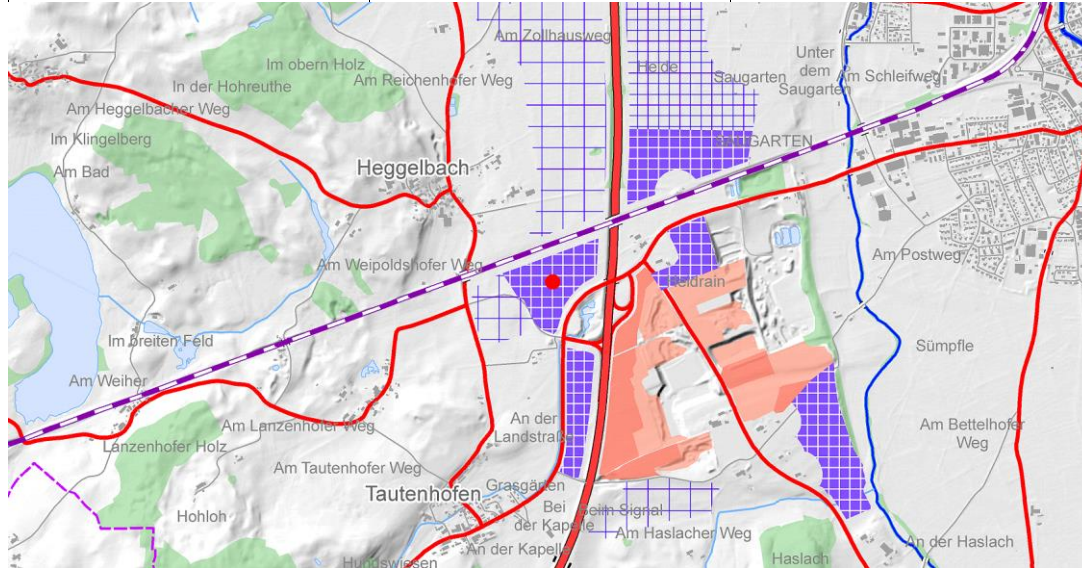 Am Zollhausweg
Im obern Holz
Unter
dem
Saugarten
Heide
Saugarten
Am Schleifweg
In der Hohreuthe
Am Reichenhofer Weg
Am Heggelbacher Weg
Im Klingelberg
SAUGARTEN
Am Bad
Heggelbach
Am Postweg
Am Weipoldshofer Weg
Heidrain
Im breiten Feld
Sümpfle
Am Weiher
An der
Landstraße
Am Lanzenhofer Weg
Am Bettelhofer
Weg
Lanzenhofer Holz
Am Tautenhofer Weg
Grasgärten
Tautenhofen
Bei
der Kapelle
Beim Signal
Hohloh
Am Haslacher Weg
An der Haslach
An der Kapelle
Haslach
Hundswiesen